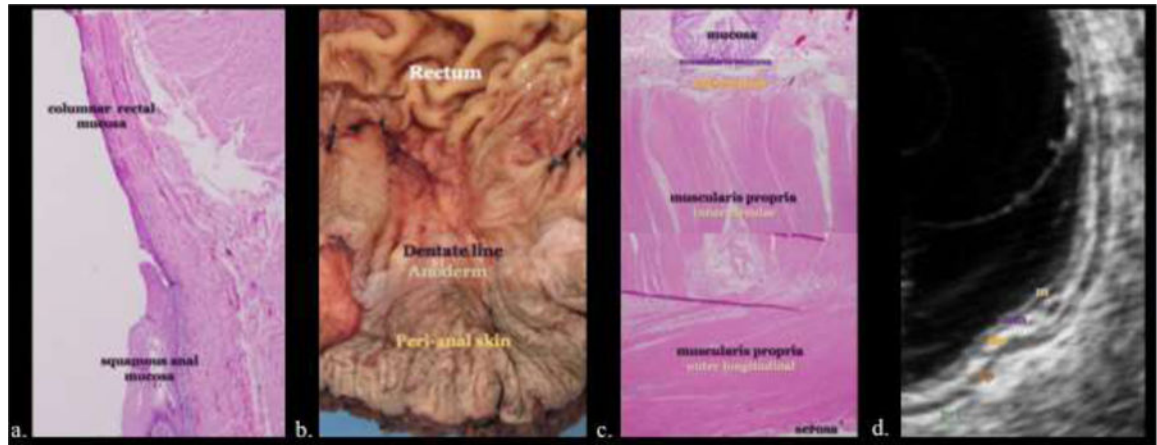 columnar rectal
mucosa
squamous anal
mucosa
a.
Rectum
Dentate line
Anoderm
Peri-anal skin
b.
mucosa
muscularis propria
inner circular
muscularis propria
outer longitudinal
serosa
c.
m
d.